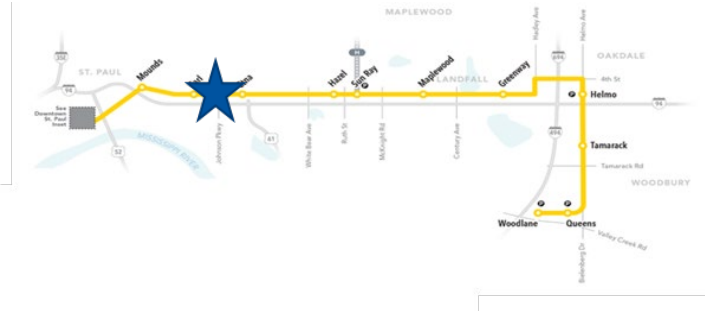 MAPLEWOOD
Hadley Ave
Helmo Ave
694
OAKDALE
ST. PAUL
94
Mounds
Hazel
Sun Ray
P
Maplewood
LANDFALL
Greenway
4th St
P
Helmo
94
See
Downtown
St. Paul
Inset
MISSISSIPPI RIVER
52
Johnson Pkwy
61
White Bear Ave
Ruth St
McKnight Rd
Century Ave
494
Tamarack
Tamarack Rd
WOODBURY
P
P
Woodlane
Queens
Valley Creek Rd
Bielenberg Dr